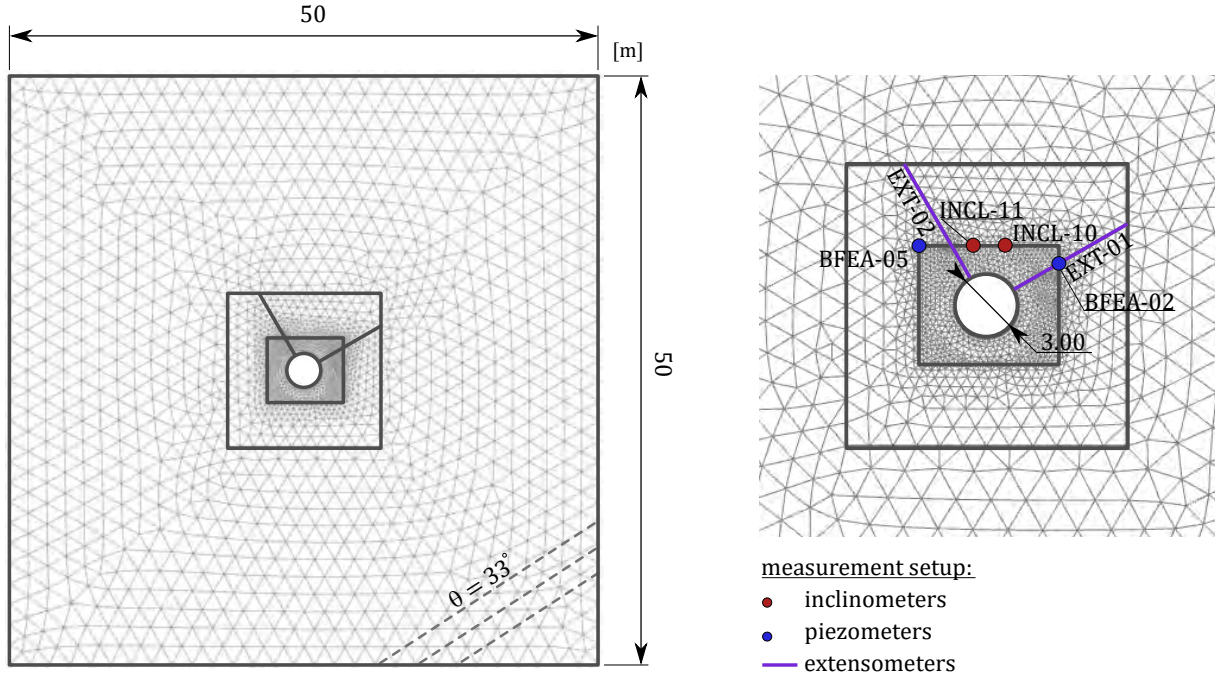 50
[m]
50
θ = 33°
EXT-02
INCL-11
INCL-10
BFEA-05
EXT-01
BFEA-02
3.00
measurement setup:
inclinometers
piezometers
extensometers